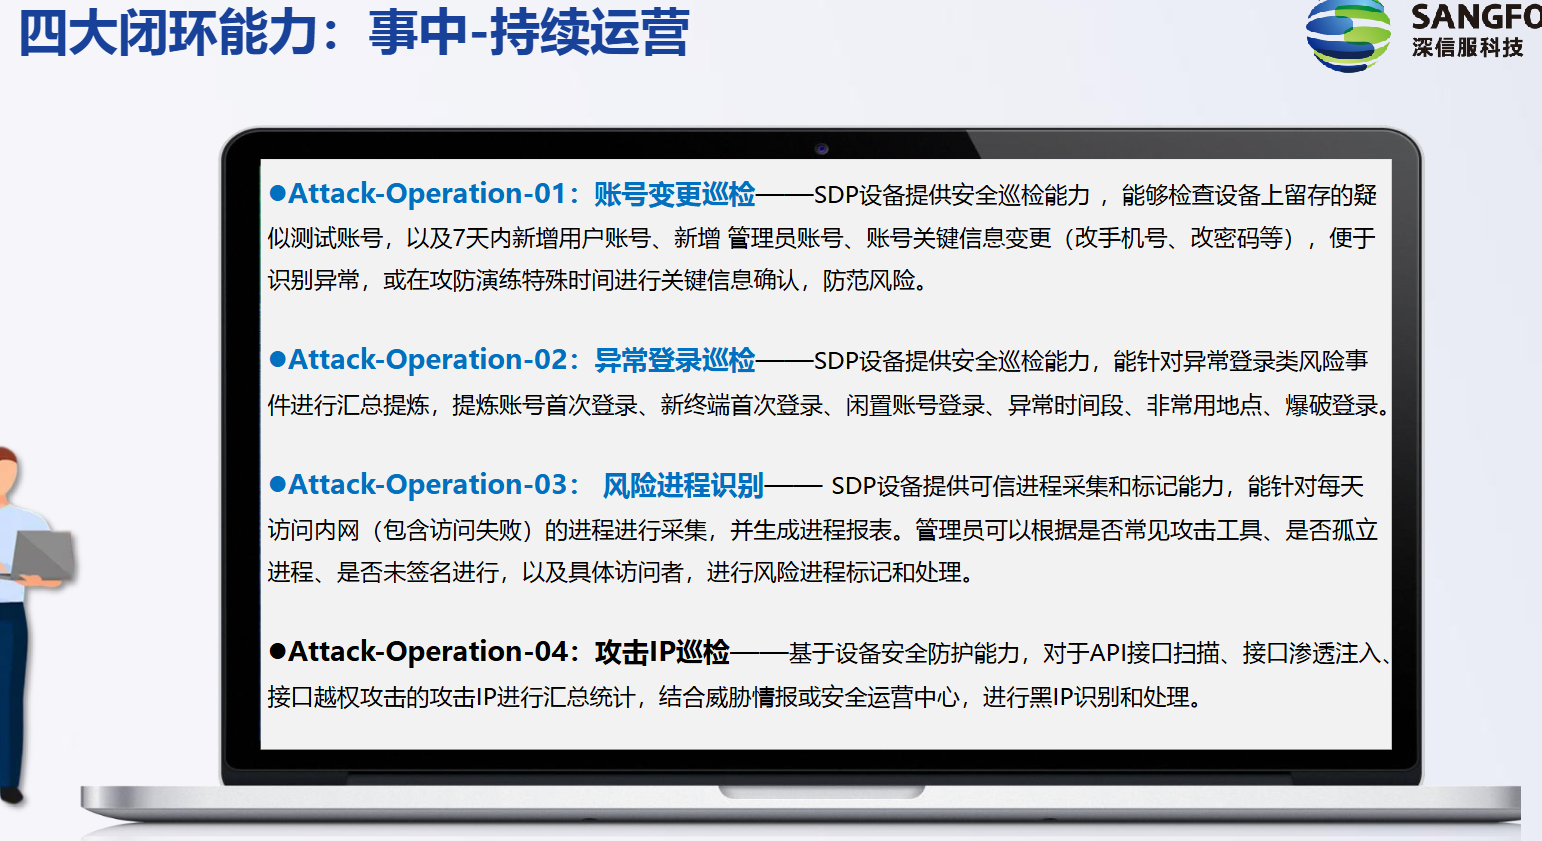 四大闭环能力：事中-持续运营
SANGFO
深信服科技
●Attack-Operation-01：账号变更巡检——SDP设备提供安全巡检能力 ，能够检查设备上留存的疑
似测试账号，以及7天内新增用户账号、新增 管理员账号、账号关键信息变更（改手机号、改密码等），便于
识别异常，或在攻防演练特殊时间进行关键信息确认，防范风险。
●Attack-Operation-02：异常登录巡检——SDP设备提供安全巡检能力，能针对异常登录类风险事
件进行汇总提炼，提炼账号首次登录、新终端首次登录、闲置账号登录、异常时间段、非常用地点、爆破登录。
●Attack-Operation-03： 风险进程识别—— SDP设备提供可信进程采集和标记能力，能针对每天
访问内网（包含访问失败）的进程进行采集，并生成进程报表。管理员可以根据是否常见攻击工具、是否孤立
进程、是否未签名进行，以及具体访问者，进行风险进程标记和处理。
●Attack-Operation-04：攻击IP巡检——基于设备安全防护能力，对于API接口扫描、接口渗透注入、
接口越权攻击的攻击IP进行汇总统计，结合威胁情报或安全运营中心，进行黑IP识别和处理。